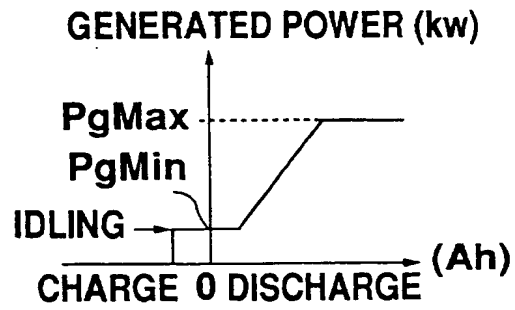 GENERATED POWER (kw)
PgMax
PgMin
IDLING
(Ah)
CHARGE 0 DISCHARGE